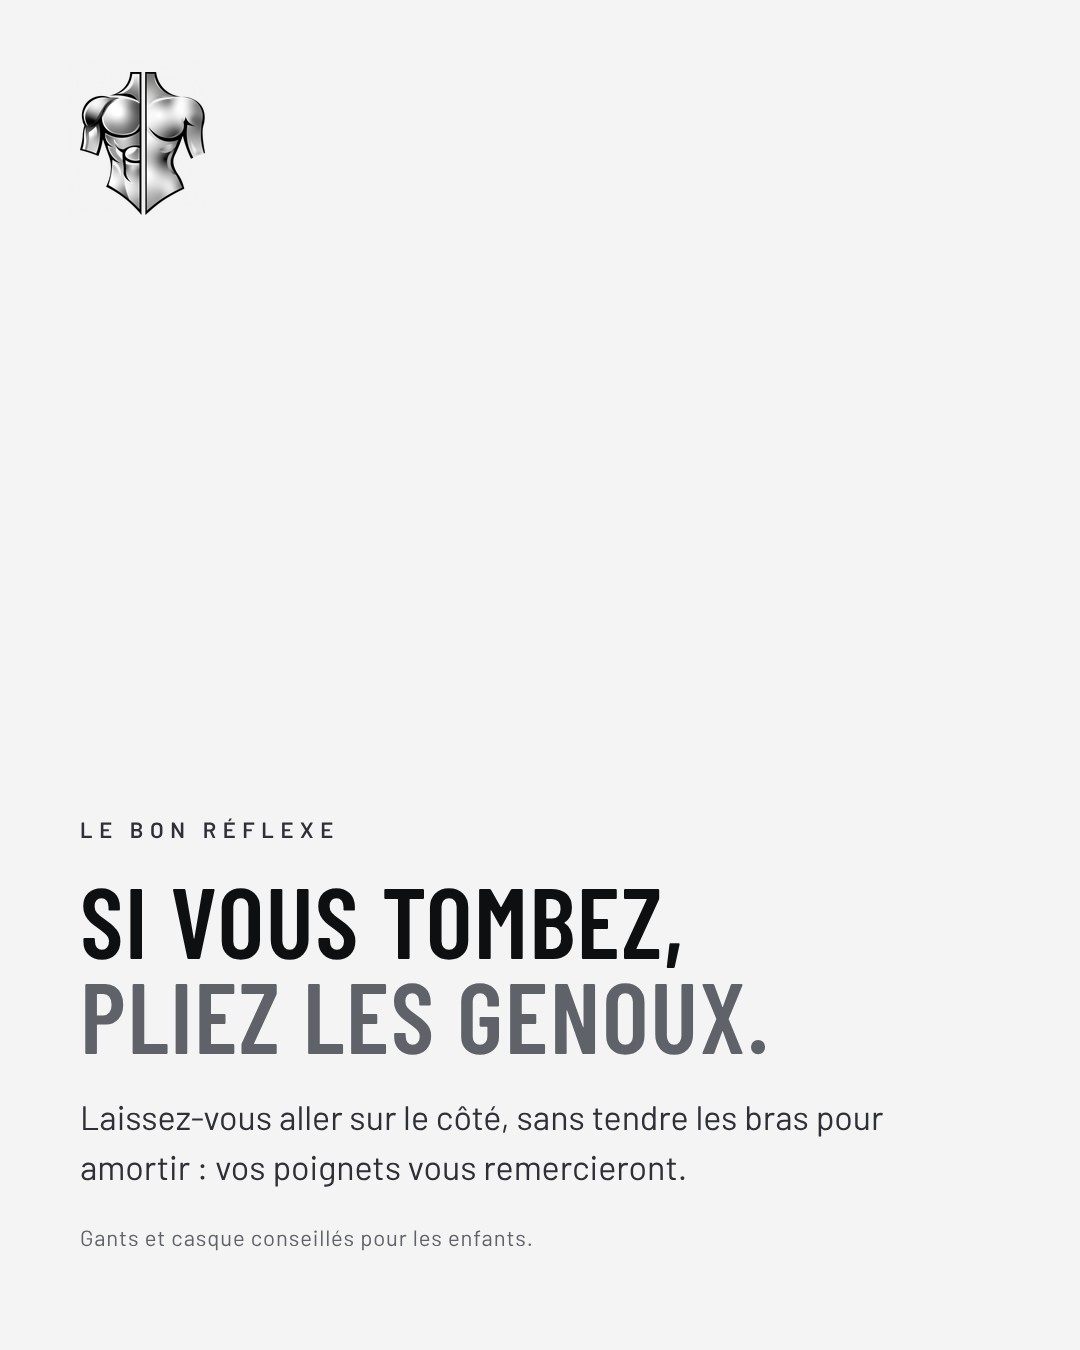 LE BON RÉFLEXE
SI VOUS TOMBEZ,
PLIEZ LES GENOUX.
Laissez-vous aller sur le côté, sans tendre les bras pour
amortir : vos poignets vous remercieront.
Gants et casque conseillés pour les enfants.